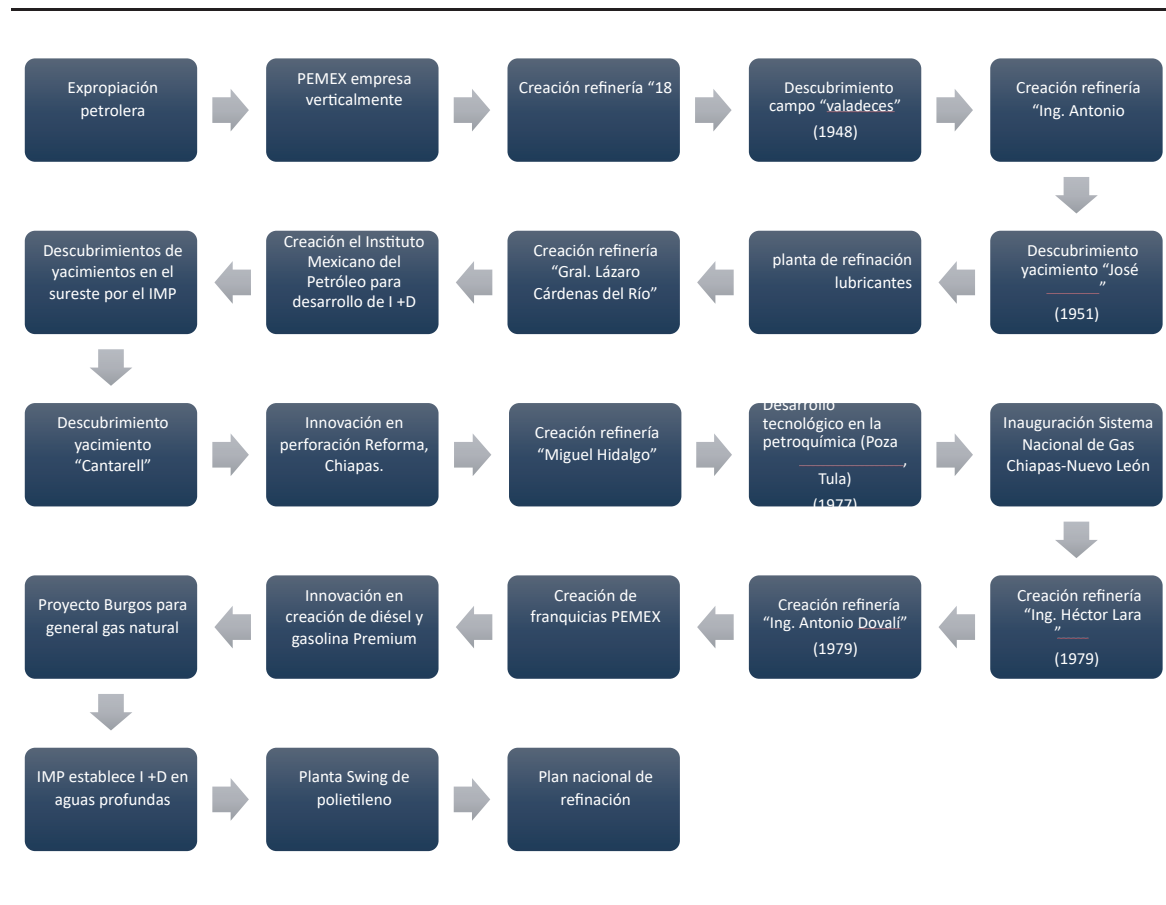 Expropiación
petrolera
PEMEX empresa
verticalmente
Creación refinería “18
Descubrimiento
campo “valadeces”
(1948)
Creación refinería
“Ing. Antonio
Descubrimientos de
yacimientos en el
sureste por el IMP
Creación el Instituto
Mexicano del
Petróleo para
desarrollo de I +D
Creación refinería
“Gral. Lázaro
Cárdenas del Río”
planta de refinación
lubricantes
Descubrimiento
yacimiento “José
”
(1951)
Descubrimiento
yacimiento
“Cantarell”
Innovación en
perforación Reforma,
Chiapas.
Creación refinería
“Miguel Hidalgo”
Desarrollo
tecnológico en la
petroquímica (Poza
,
Tula)
(1977)
Inauguración Sistema
Nacional de Gas
Chiapas-Nuevo León
Proyecto Burgos para
general gas natural
Innovación en
creación de diésel y
gasolina Premium
Creación de
franquicias PEMEX
Creación refinería
“Ing. Antonio Dovalí”
(1979)
Creación refinería
“Ing. Héctor Lara
”
(1979)
IMP establece I +D en
aguas profundas
Planta Swing de
polietileno
Plan nacional de
refinación